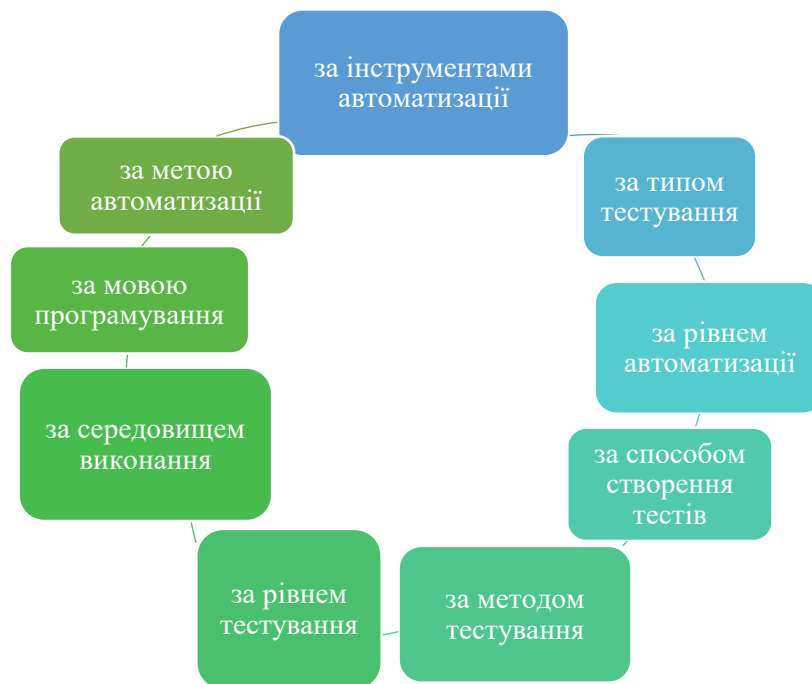 за інструментами
автоматизації
за типом
тестування
за рівнем
автоматизації
за способом
створення
тестів
за методом
тестування
за рівнем
тестування
за середовищем
виконання
за мовою
програмування
за метою
автоматизації